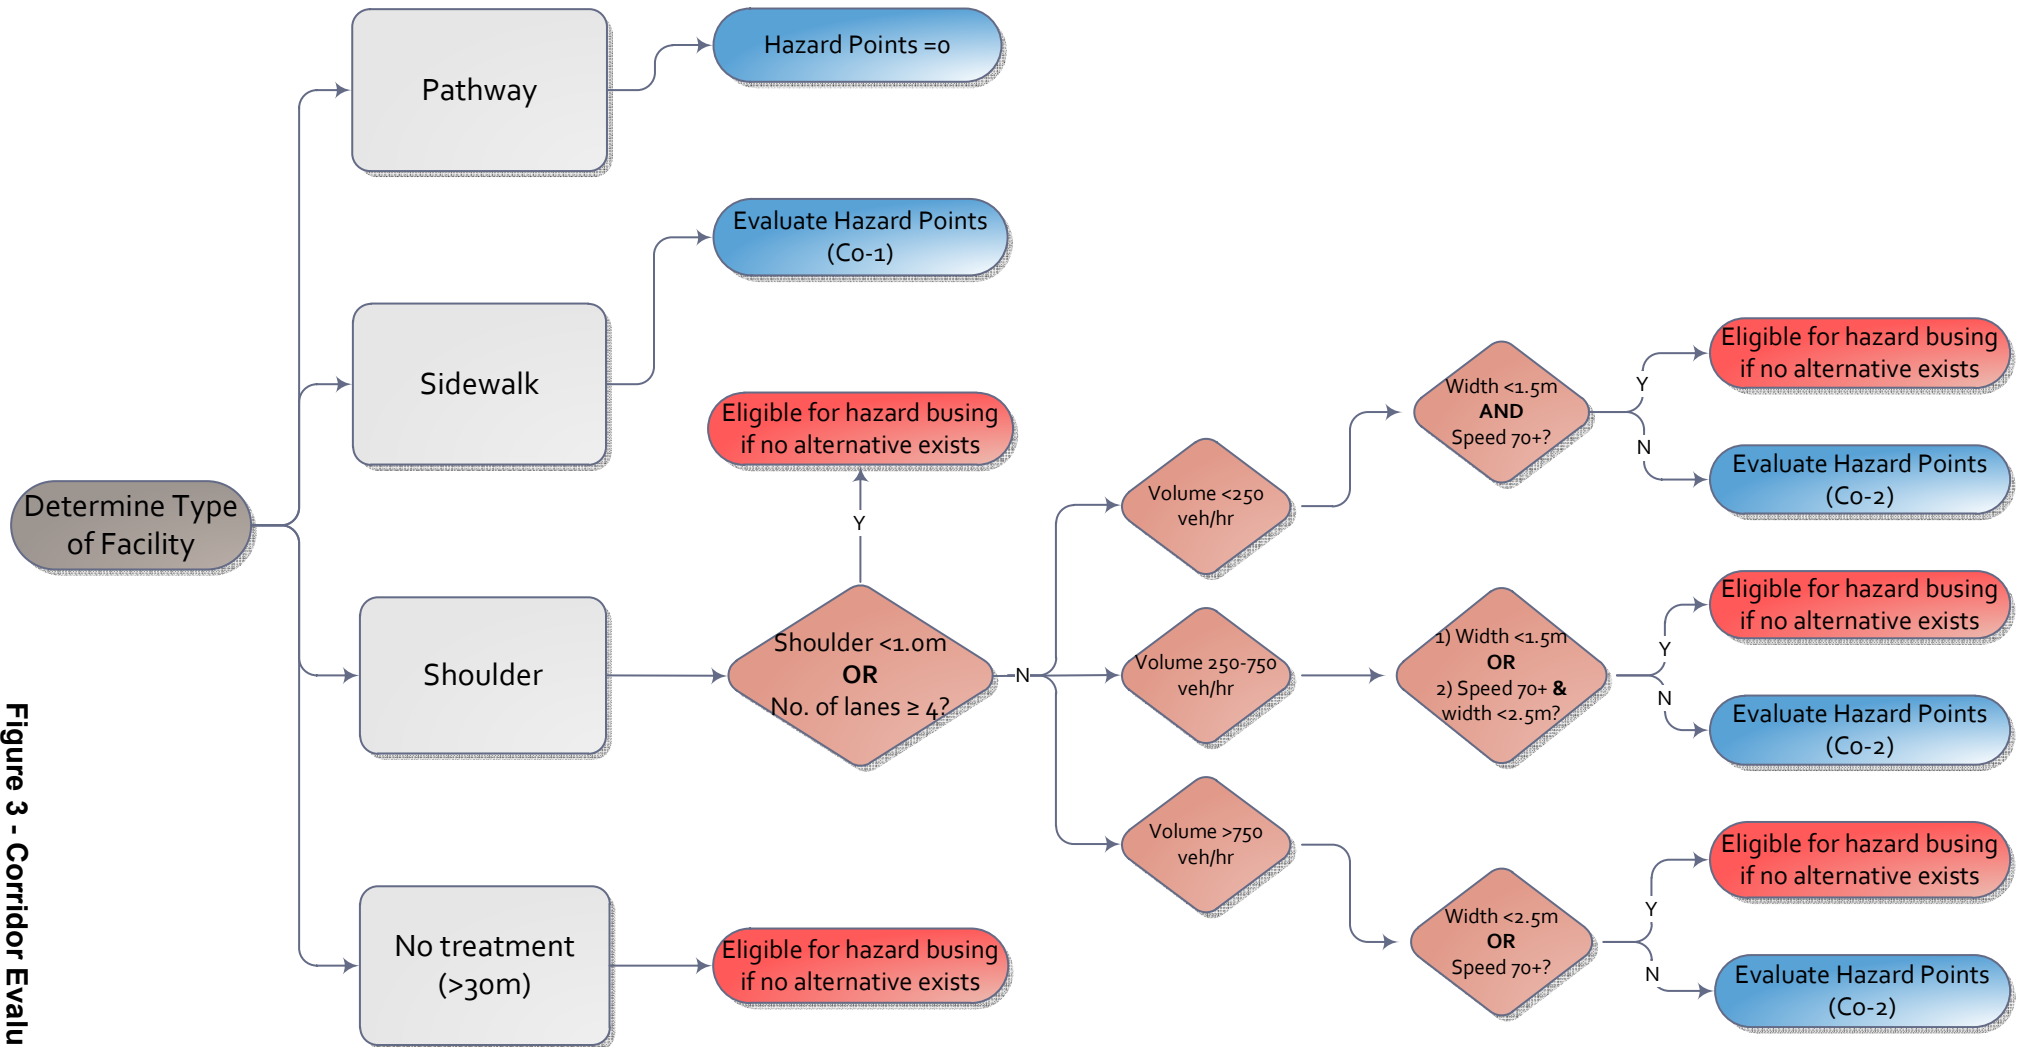 Determine Type
of Facility
Pathway
Hazard Points =0
Sidewalk
Evaluate Hazard Points
(C0-1)
Shoulder
Shoulder <1.0m
OR
No. of lanes ≥ 4?
Y
Eligible for hazard busing
if no alternative exists
N
Volume <250
veh/hr
Width <1.5m
AND
Speed 70+?
Y
Eligible for hazard busing
if no alternative exists
N
Evaluate Hazard Points
(C0-2)
Volume 250-750
veh/hr
1) Width <1.5m
OR
2) Speed 70+ &
width <2.5m?
Y
Eligible for hazard busing
if no alternative exists
N
Evaluate Hazard Points
(C0-2)
Volume >750
veh/hr
Width <2.5m
OR
Speed 70+?
Y
Eligible for hazard busing
if no alternative exists
N
Evaluate Hazard Points
(C0-2)
No treatment
(>30m)
Eligible for hazard busing
if no alternative exists
Figure 3 - Corridor Evalu